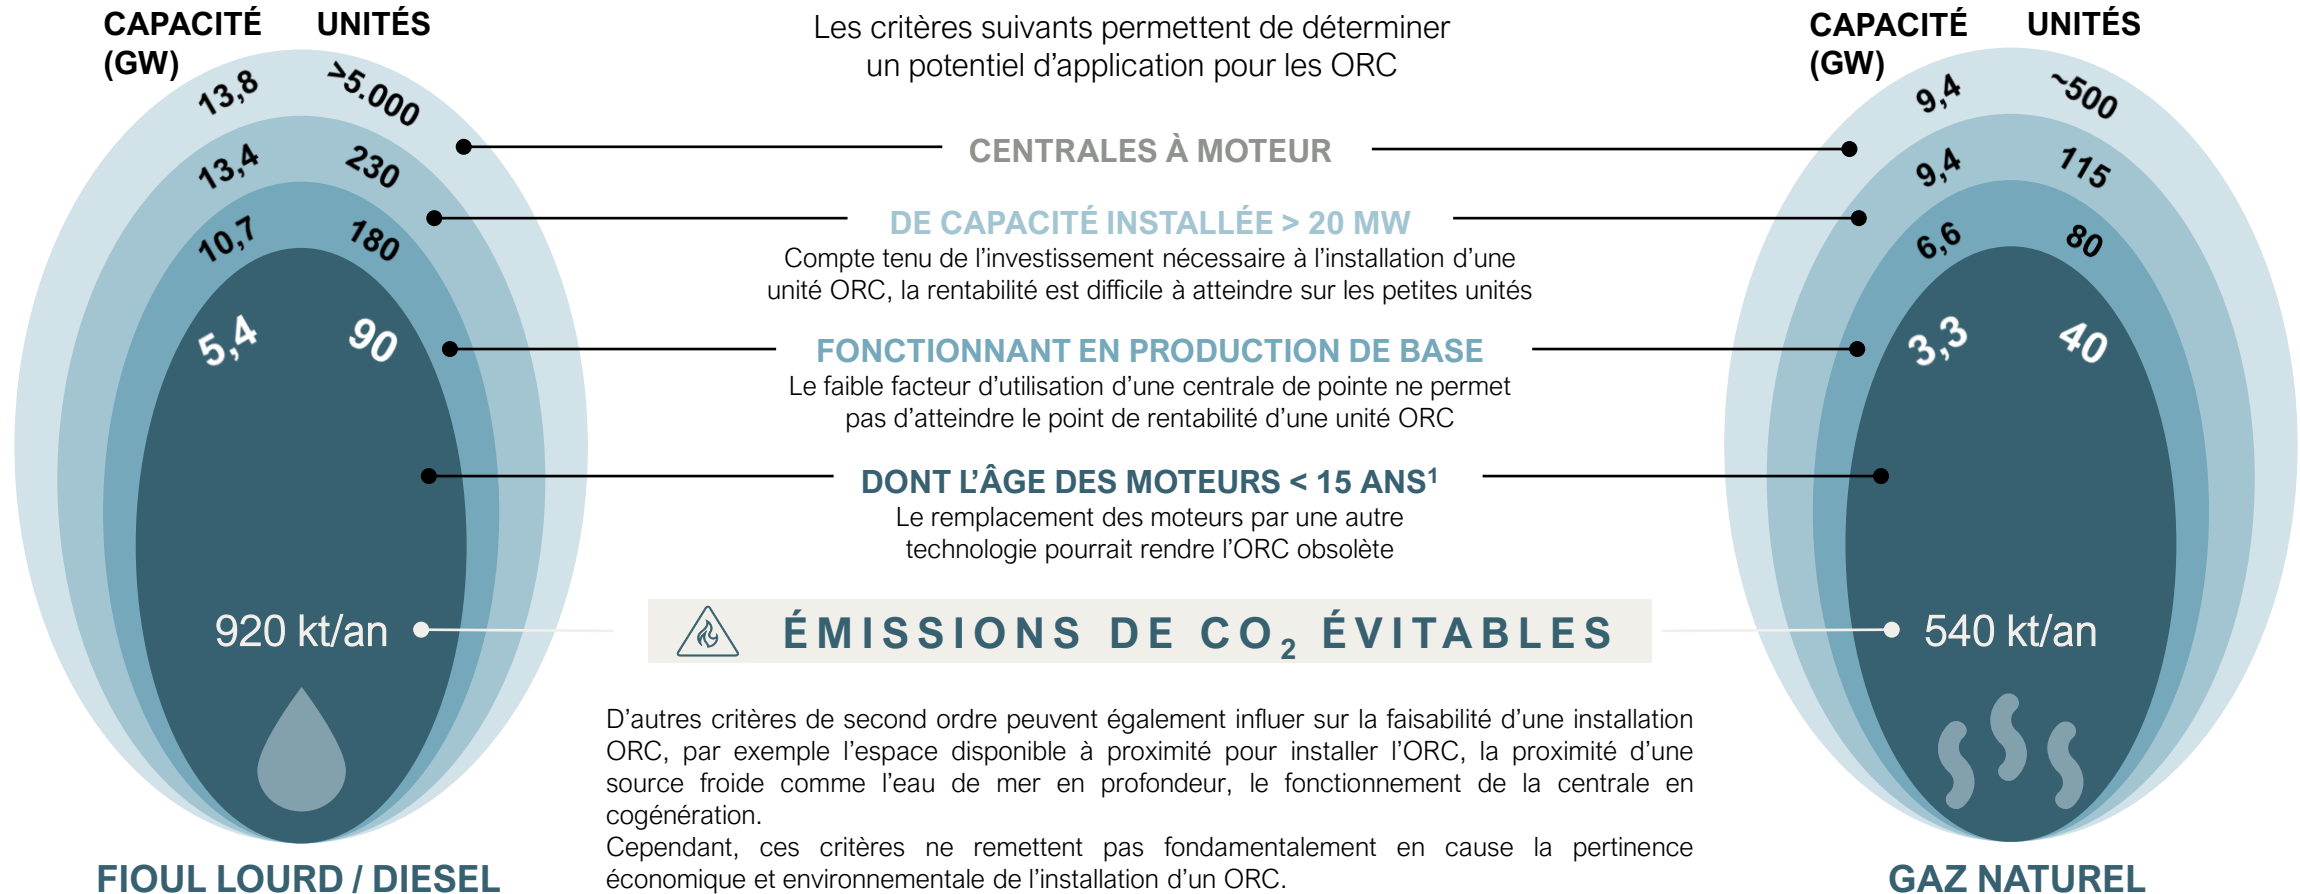 CAPACITÉ
(GW)
UNITÉS
13,8
>5.000
13,4
230
10,7
180
5,4
90
920 kt/an
FIOUL LOURD / DIESEL
Les critères suivants permettent de déterminer
un potentiel d’application pour les ORC
CENTRALES À MOTEUR
DE CAPACITÉ INSTALLÉE > 20 MW
Compte tenu de l’investissement nécessaire à l’installation d’une
unité ORC, la rentabilité est difficile à atteindre sur les petites unités
FONCTIONNANT EN PRODUCTION DE BASE
Le faible facteur d’utilisation d’une centrale de pointe ne permet
pas d’atteindre le point de rentabilité d’une unité ORC
DONT L’ÂGE DES MOTEURS < 15 ANS¹
Le remplacement des moteurs par une autre
technologie pourrait rendre l’ORC obsolète
ÉMISSIONS DE CO₂ ÉVITABLES
D’autres critères de second ordre peuvent également influer sur la faisabilité d’une installation
ORC, par exemple l’espace disponible à proximité pour installer l’ORC, la proximité d’une
source froide comme l’eau de mer en profondeur, le fonctionnement de la centrale en
cogénération.
Cependant, ces critères ne remettent pas fondamentalement en cause la pertinence
économique et environnementale de l’installation d’un ORC.
CAPACITÉ
(GW)
UNITÉS
9,4
~500
9,4
115
6,6
80
3,3
40
540 kt/an
GAZ NATUREL